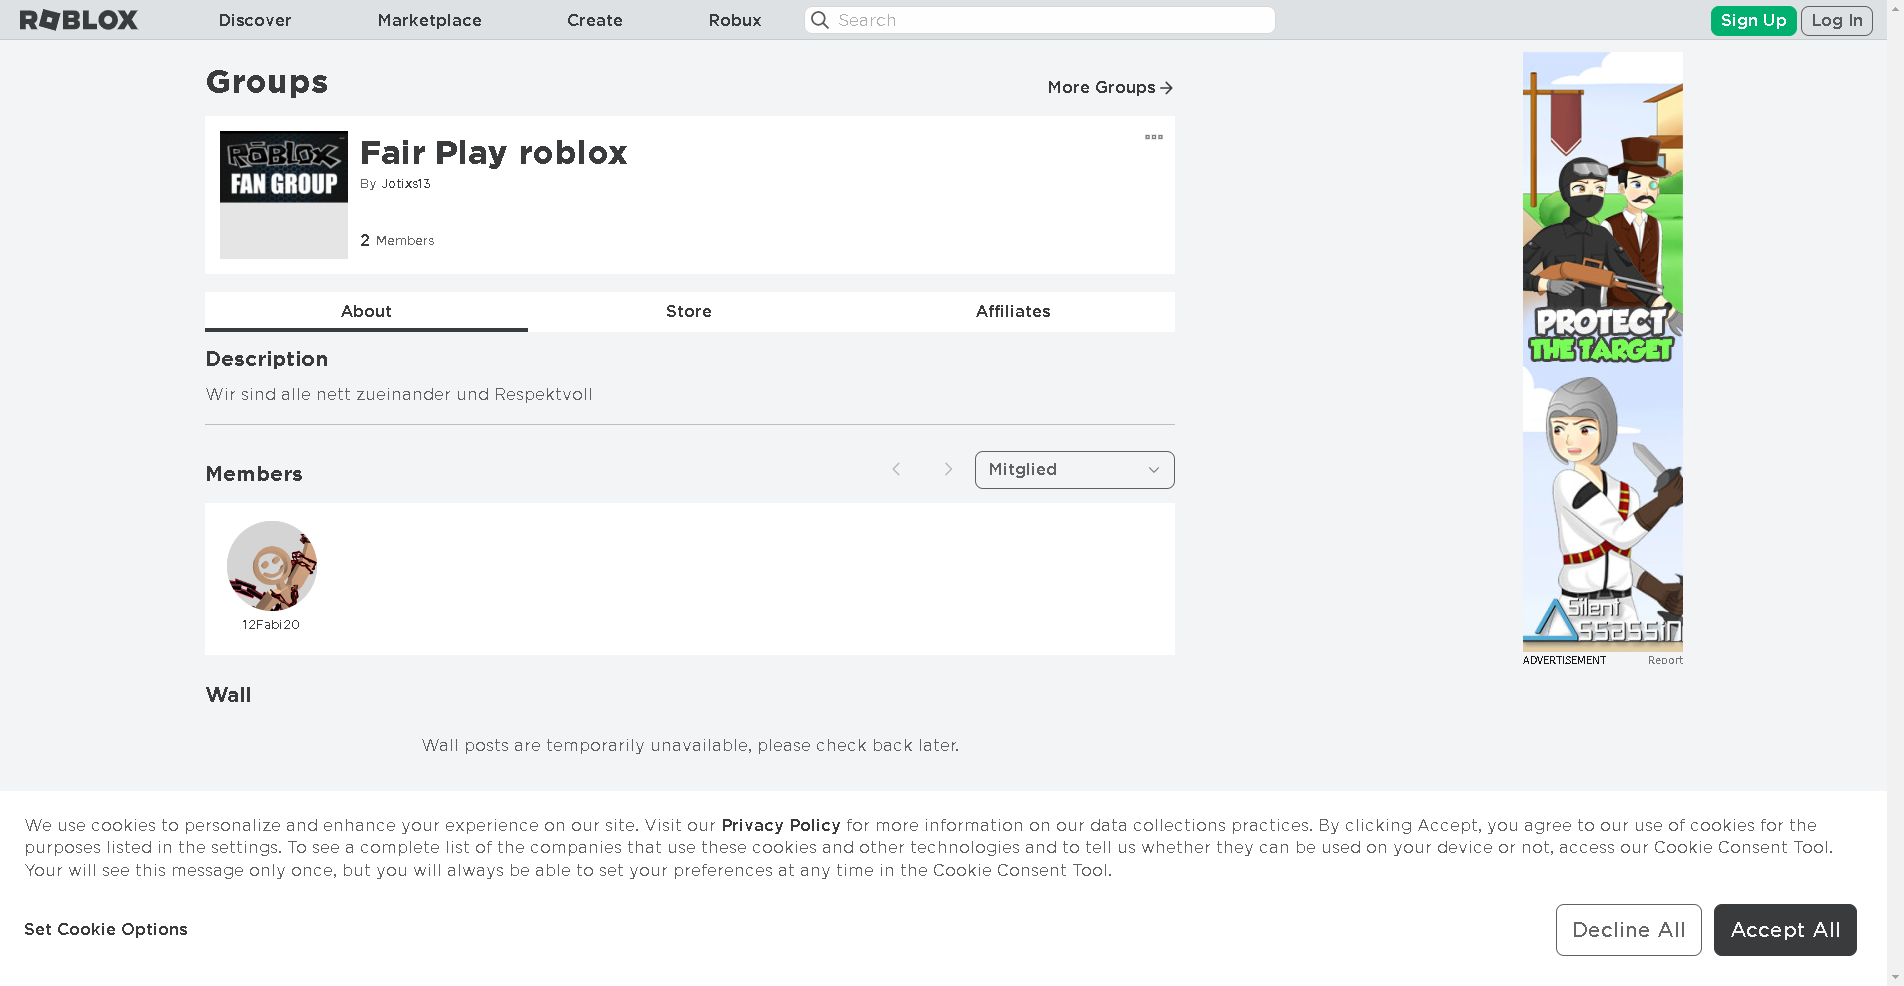 ROBLOX
Discover
Marketplace
Create
Robux
Search
Sign Up
Log In
Groups
More Groups
ROBLOX
FAN GROUP
Fair Play roblox
By Jotixs13
2 Members
About
Store
Affiliates
Description
Wir sind alle nett zueinander und Respektvoll
Members
Mitglied
12Fabi20
Wall
Wall posts are temporarily unavailable, please check back later.
PROTECT
THE TARGET
Silent
Assassin
ADVERTISEMENT
Report
We use cookies to personalize and enhance your experience on our site. Visit our Privacy Policy for more information on our data collections practices. By clicking Accept, you agree to our use of cookies for the
purposes listed in the settings. To see a complete list of the companies that use these cookies and other technologies and to tell us whether they can be used on your device or not, access our Cookie Consent Tool.
Your will see this message only once, but you will always be able to set your preferences at any time in the Cookie Consent Tool.
Set Cookie Options
Decline All
Accept All